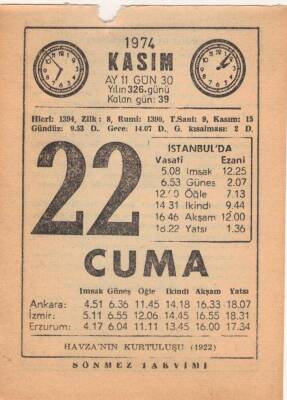 1974
KASIM
AY 11 GÜN 30
Yılın 326.günü
Kalan gün: 39
Hicri: 1394, Zilk: 8, Rumi: 1390, T.Sani: 9, Kasım: 15
Gündüz: 9.53 D. Gece: 14.07 D. G. kısalması: 2 D.
22
İSTANBUL'DA
Vasati Ezani
5.08 Imsak 12.25
6.53 Güneş 2.07
Öğle 7.13
14 31 İkindi 9.44
16.46 Akşam 12.00
18.22 Yatsı 1.36
CUMA
Imsak Güneş Öğle İkindi Akşam Yatsı
Ankara: 4.51 6.36 11.45 14.18 16.33 18.07
İzmir: 5.11 6.55 12.06 14.45 16.55 18.31
Erzurum: 4.17 6.04 11.11 13.45 16.00 17.34
HAVZA'NIN KURTULUŞU (1922)
SÖNMEZ TAKVİMİ